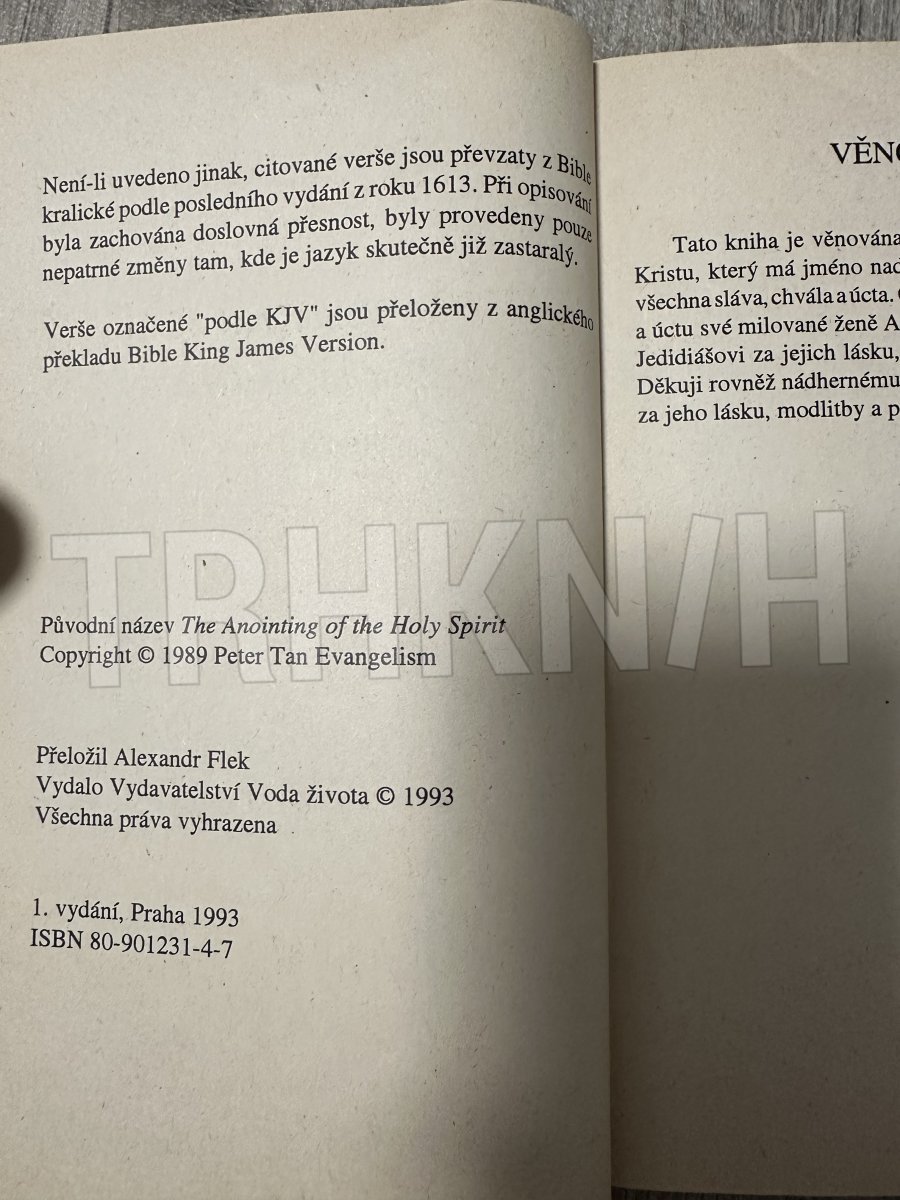 Není-li uvedeno jinak, citované verše jsou převzaty z Bible
kralické podle posledního vydání z roku 1613. Při opisování
byla zachována doslovná přesnost, byly provedeny pouze
nepatrné změny tam, kde je jazyk skutečně již zastaralý.
Verše označené "podle KJV" jsou přeloženy z anglického
překladu Bible King James Version.
Původní název The Anointing of the Holy Spirit
Copyright © 1989 Peter Tan Evangelism
Přeložil Alexandr Flek
Vydalo Vydavatelství Voda života © 1993
Všechna práva vyhrazena
1. vydání, Praha 1993
ISBN 80-901231-4-7
VĚNO
Tato kniha je věnována
Kristu, který má jméno nad
všechna sláva, chvála a úcta.
a úctu své milované ženě A
Jedidiášovi za jejich lásku,
Děkuji rovněž nádhernému
za jeho lásku, modlitby a p
TRHKNIH